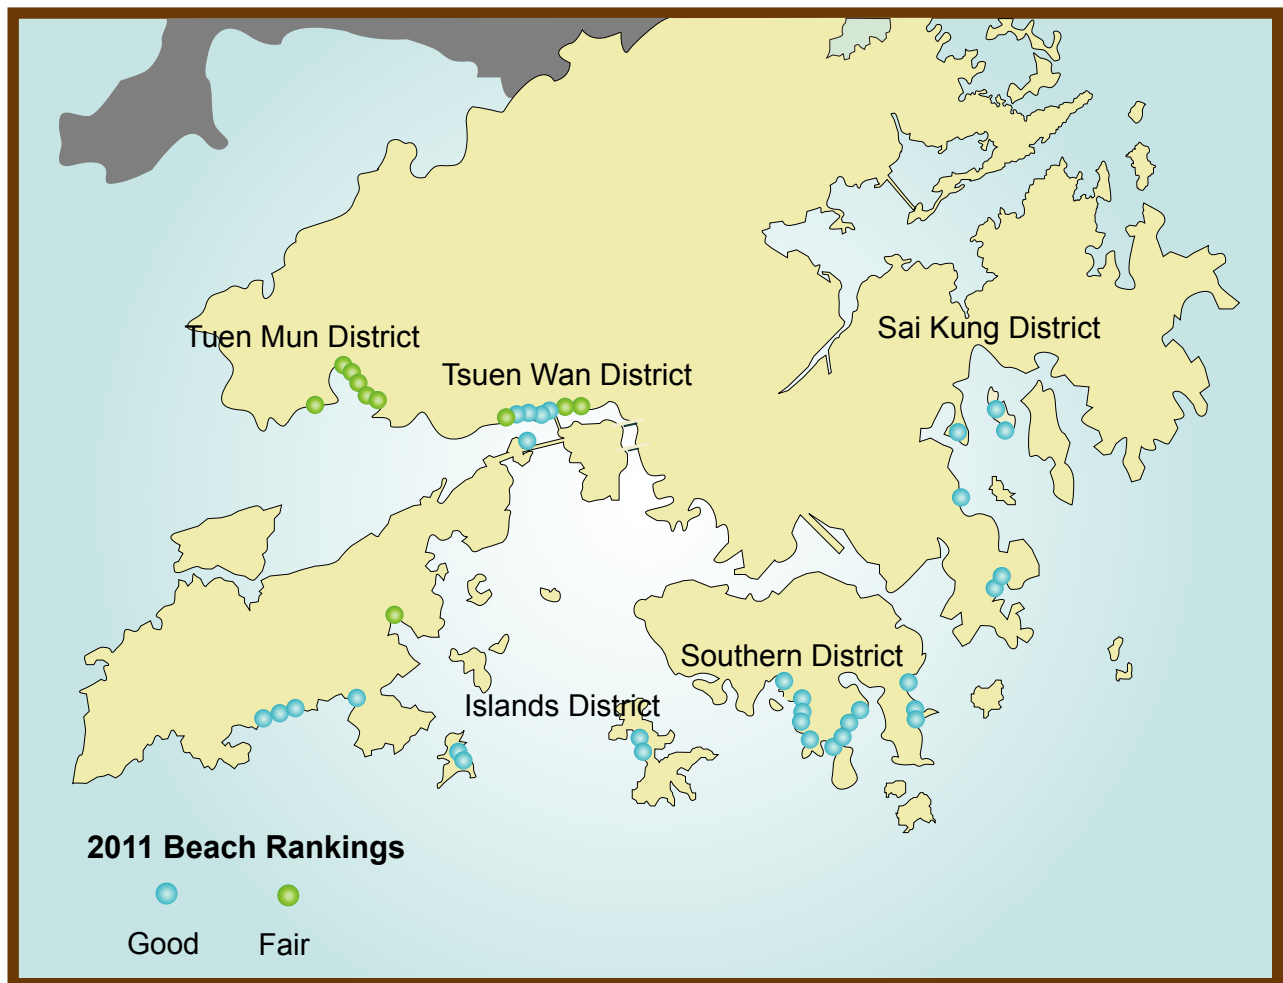 Tuen Mun District
Tsuen Wan District
Sai Kung District
Southern District
Islands District
2011 Beach Rankings
Good
Fair